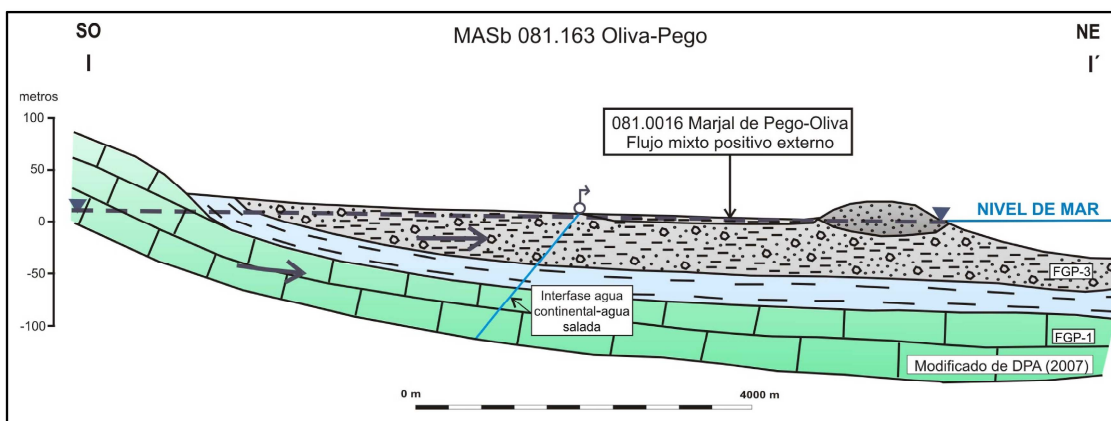 SO
MASb 081.163 Oliva-Pego
NE
I
I´
metros
100
50
0
-50
-100
081.0016 Marjal de Pego-Oliva
Flujo mixto positivo externo
NIVEL DE MAR
FGP-3
Interfase agua
continental-agua
salada
FGP-1
Modificado de DPA (2007)
0 m
4000 m